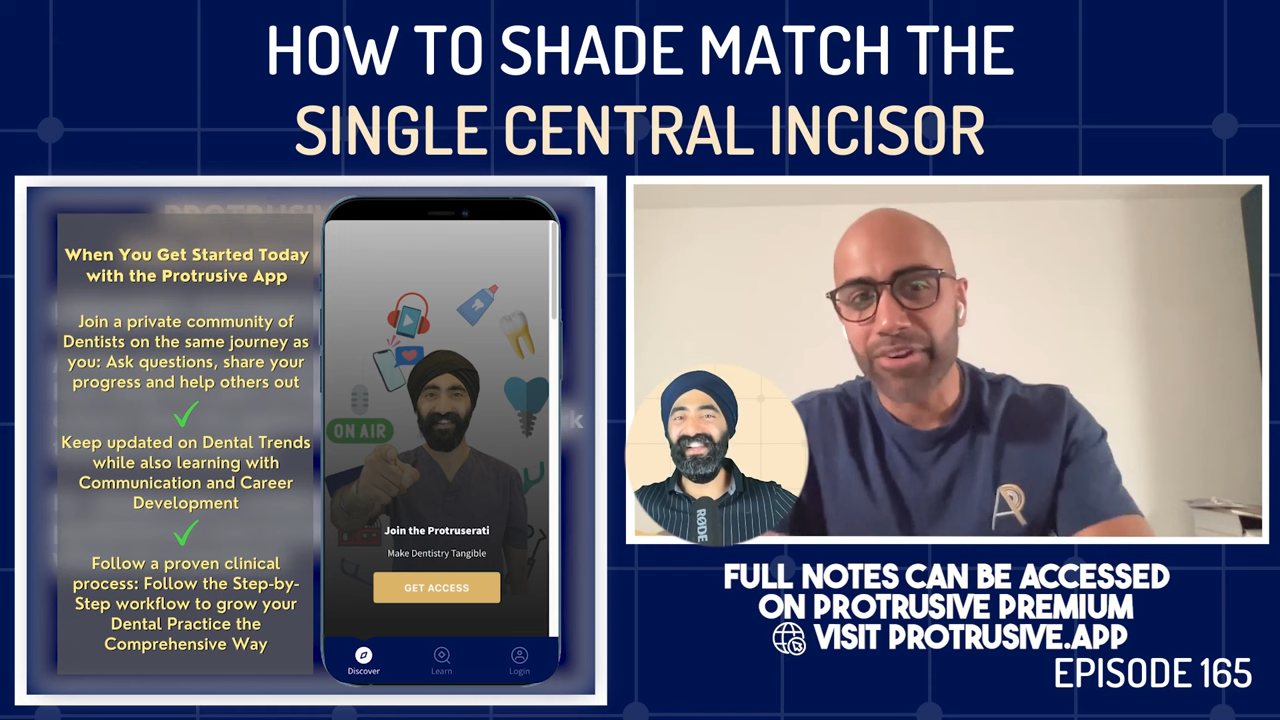 HOW TO SHADE MATCH THE
SINGLE CENTRAL INCISOR
When You Get Started Today
with the Protrusive App
Join a private community of
Dentists on the same journey as
you: Ask questions, share your
progress and help others out
Keep updated on Dental Trends
while also learning with
Communication and Career
Development
Follow a proven clinical
process: Follow the Step-by-
Step workflow to grow your
Dental Practice the
Comprehensive Way
ON AIR
Join the Protruserati
Make Dentistry Tangible
GET ACCESS
Discover
Learn
Login
RØDE
FULL NOTES CAN BE ACCESSED
ON PROTRUSIVE PREMIUM
VISIT PROTRUSIVE.APP
EPISODE 165